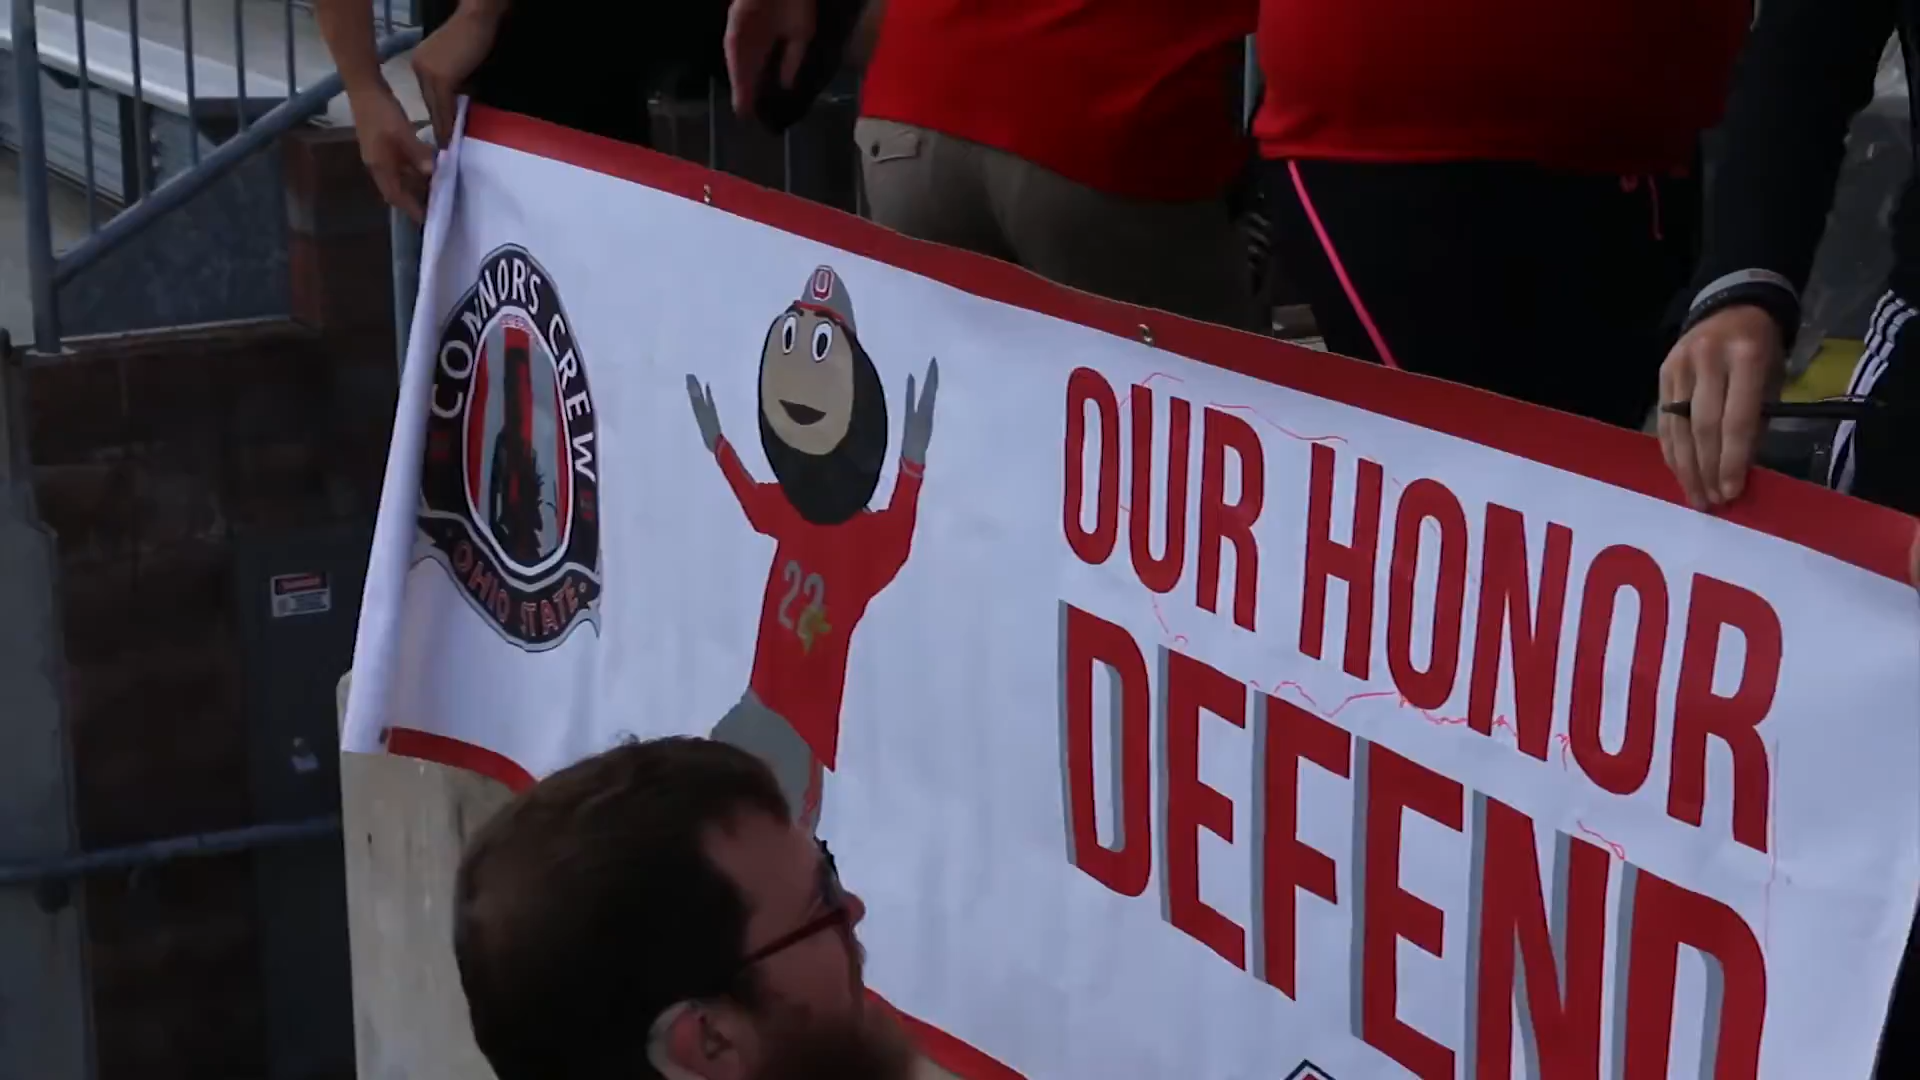 CONNOR'S CREW
OHIO STATE
O
22
OUR HONOR
DEFEND